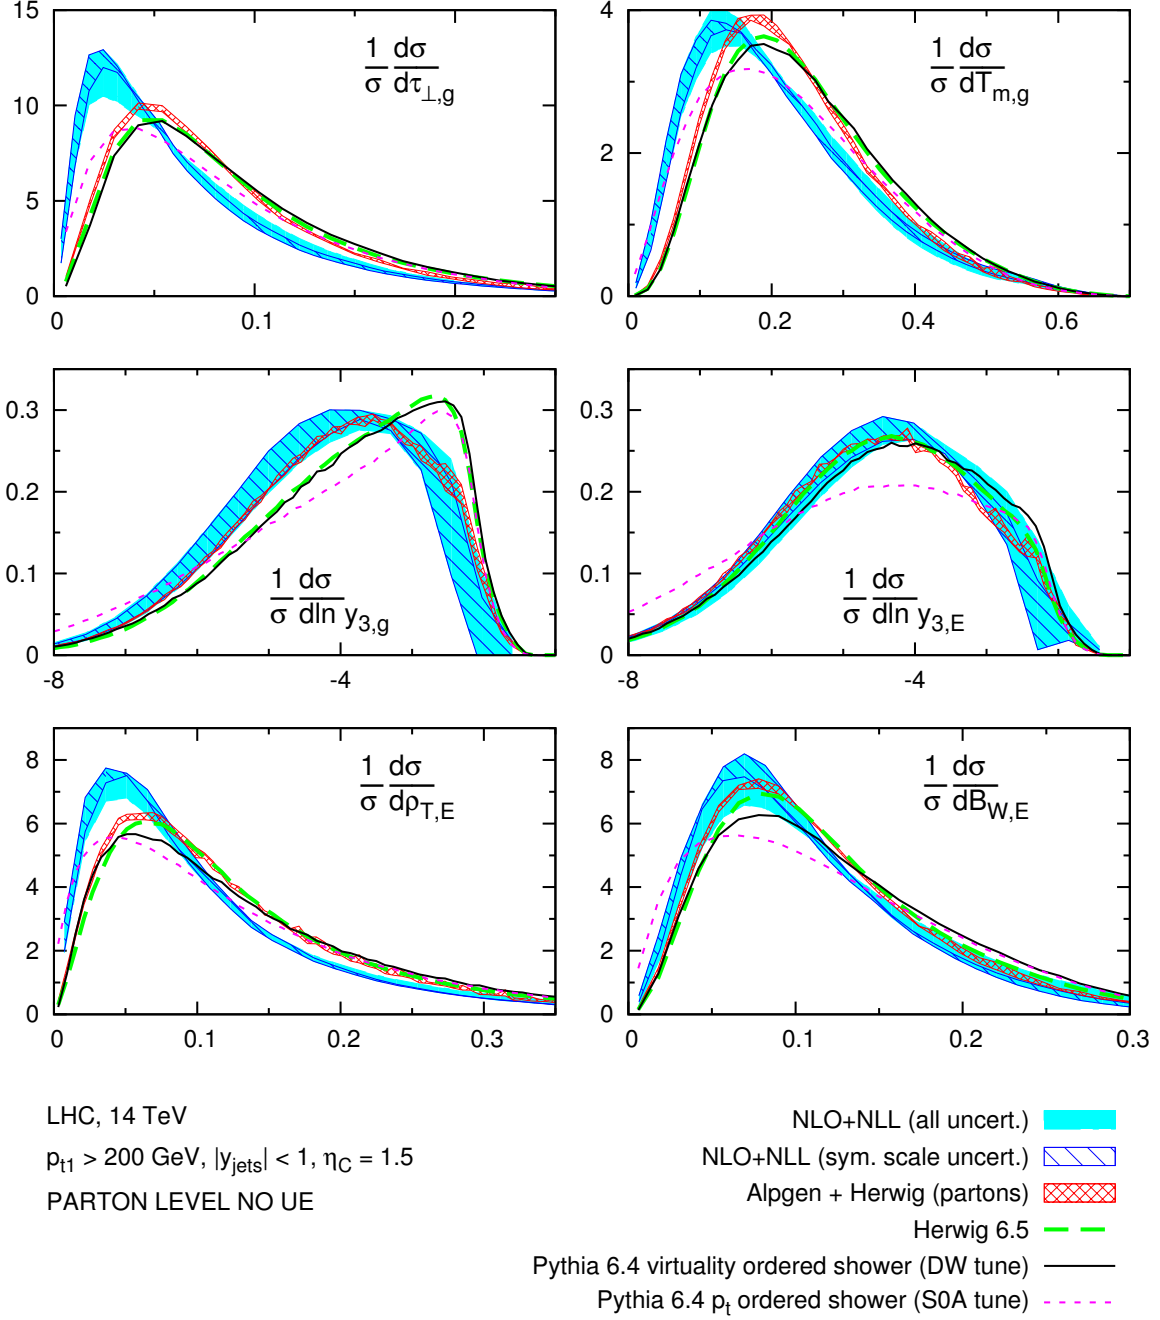 15
10
5
0
0
0.1
0.2
1/σ dσ/dτ⊥,g
4
2
0
0
0.2
0.4
0.6
1/σ dσ/dTm,g
0.3
0.2
0.1
0
-8
-4
1/σ dσ/dln y3,g
0.3
0.2
0.1
0
-8
-4
1/σ dσ/dln y3,E
8
6
4
2
0
0
0.1
0.2
0.3
1/σ dσ/dρT,E
8
6
4
2
0
0
0.1
0.2
0.3
1/σ dσ/dBW,E
LHC, 14 TeV
pt1 > 200 GeV, |yjets| < 1, ηC = 1.5
PARTON LEVEL NO UE
NLO+NLL (all uncert.)
NLO+NLL (sym. scale uncert.)
Alpgen + Herwig (partons)
Herwig 6.5
Pythia 6.4 virtuality ordered shower (DW tune)
Pythia 6.4 pt ordered shower (S0A tune)